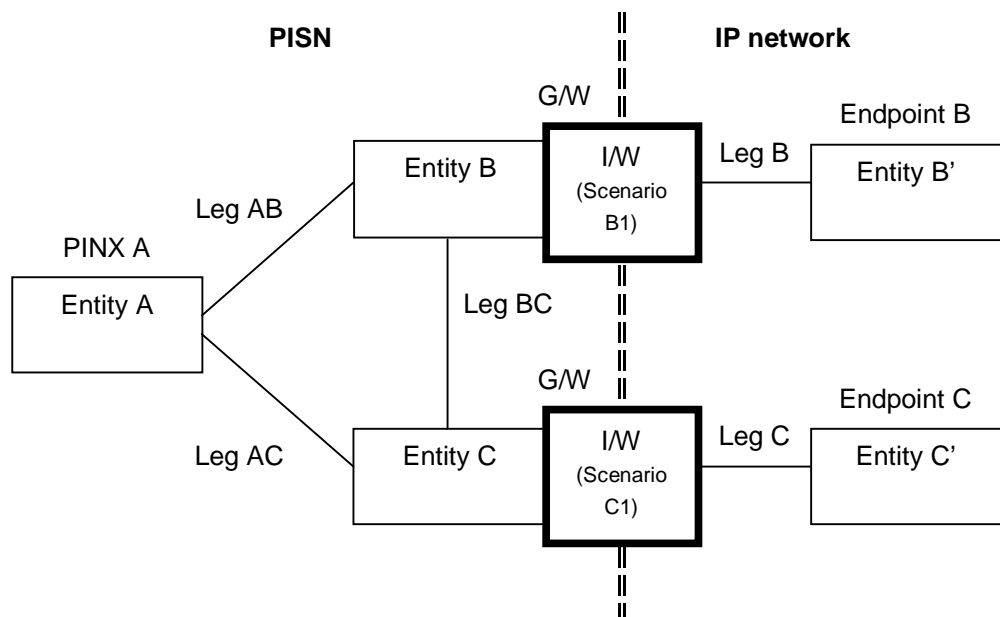 PISN
IP network
G/W
Endpoint B
Entity B
I/W
(Scenario
B1)
Leg B
Entity B’
Leg AB
PINX A
Entity A
Leg BC
G/W
Endpoint C
Leg AC
Entity C
I/W
(Scenario
C1)
Leg C
Entity C’